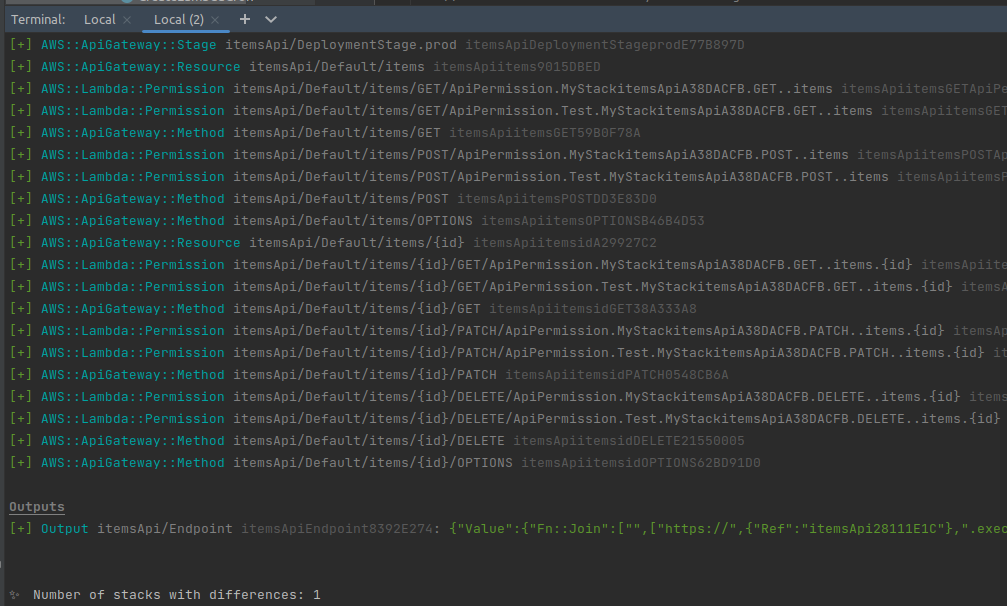 Terminal: Local × Local (2) × +
[+] AWS::ApiGateway::Stage itemsApi/DeploymentStage.prod itemsApiDeploymentStageprodE77B897D
[+] AWS::ApiGateway::Resource itemsApi/Default/items itemsApiitems9015DBED
[+] AWS::Lambda::Permission itemsApi/Default/items/GET/ApiPermission.MyStackitemsApiA38DACFB.GET..items itemsApiitemsGETApiPe
[+] AWS::Lambda::Permission itemsApi/Default/items/GET/ApiPermission.Test.MyStackitemsApiA38DACFB.GET..items itemsApiitemsGET
[+] AWS::ApiGateway::Method itemsApi/Default/items/GET itemsApiitemsGET59B0F78A
[+] AWS::Lambda::Permission itemsApi/Default/items/POST/ApiPermission.MyStackitemsApiA38DACFB.POST..items itemsApiitemsPOSTAp
[+] AWS::Lambda::Permission itemsApi/Default/items/POST/ApiPermission.Test.MyStackitemsApiA38DACFB.POST..items itemsApiitemsP
[+] AWS::ApiGateway::Method itemsApi/Default/items/POST itemsApiitemsPOSTDD3E83D0
[+] AWS::ApiGateway::Method itemsApi/Default/items/OPTIONS itemsApiitemsOPTIONSB46B4D53
[+] AWS::ApiGateway::Resource itemsApi/Default/items/{id} itemsApiitemsidA29927C2
[+] AWS::Lambda::Permission itemsApi/Default/items/{id}/GET/ApiPermission.MyStackitemsApiA38DACFB.GET..items.{id} itemsApiite
[+] AWS::Lambda::Permission itemsApi/Default/items/{id}/GET/ApiPermission.Test.MyStackitemsApiA38DACFB.GET..items.{id} itemsA
[+] AWS::ApiGateway::Method itemsApi/Default/items/{id}/GET itemsApiitemsidGET38A333A8
[+] AWS::Lambda::Permission itemsApi/Default/items/{id}/PATCH/ApiPermission.MyStackitemsApiA38DACFB.PATCH..items.{id} itemsAp
[+] AWS::Lambda::Permission itemsApi/Default/items/{id}/PATCH/ApiPermission.Test.MyStackitemsApiA38DACFB.PATCH..items.{id} it
[+] AWS::ApiGateway::Method itemsApi/Default/items/{id}/PATCH itemsApiitemsidPATCH0548CB6A
[+] AWS::Lambda::Permission itemsApi/Default/items/{id}/DELETE/ApiPermission.MyStackitemsApiA38DACFB.DELETE..items.{id} items
[+] AWS::Lambda::Permission itemsApi/Default/items/{id}/DELETE/ApiPermission.Test.MyStackitemsApiA38DACFB.DELETE..items.{id}
[+] AWS::ApiGateway::Method itemsApi/Default/items/{id}/DELETE itemsApiitemsidDELETE21550005
[+] AWS::ApiGateway::Method itemsApi/Default/items/{id}/OPTIONS itemsApiitemsidOPTIONS62BD91D0
Outputs
[+] Output itemsApi/Endpoint itemsApiEndpoint8392E274: {"Value":{"Fn::Join":["",["https://",{"Ref":"itemsApi28111E1C"},".exec
✨ Number of stacks with differences: 1